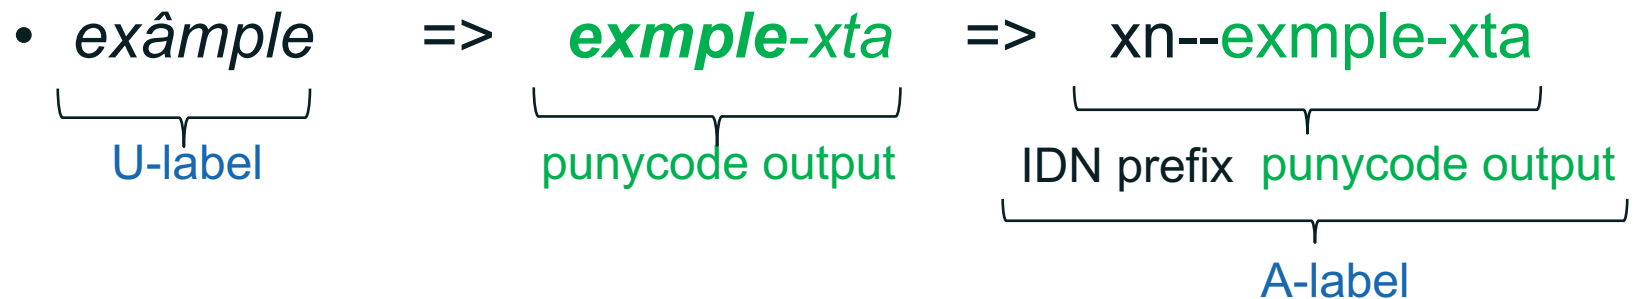 • exâmple => exmple-xta => xn--exmple-xta
U-label punycode output IDN prefix punycode output
A-label